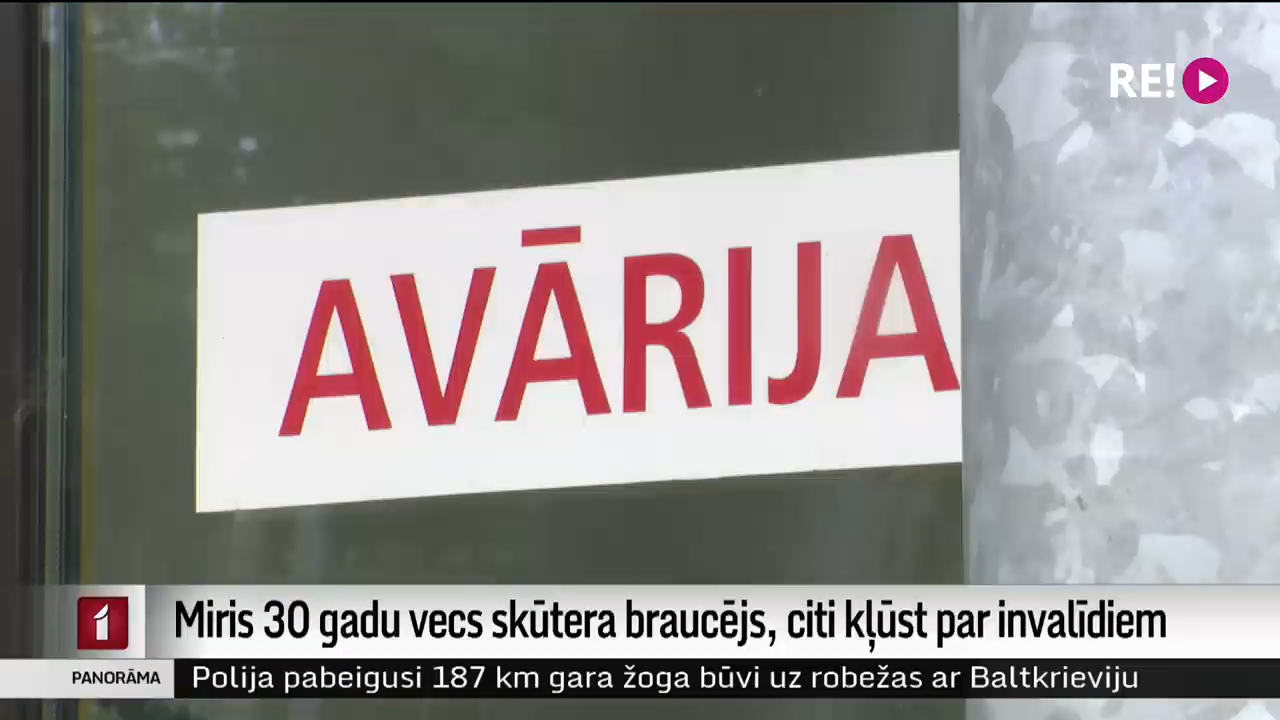 RE!
AVĀRIJA
1
Miris 30 gadu vecs skūtera braucējs, citi kļūst par invalīdiem
PANORĀMA
Polija pabeigusi 187 km gara žoga būvi uz robežas ar Baltkrieviju